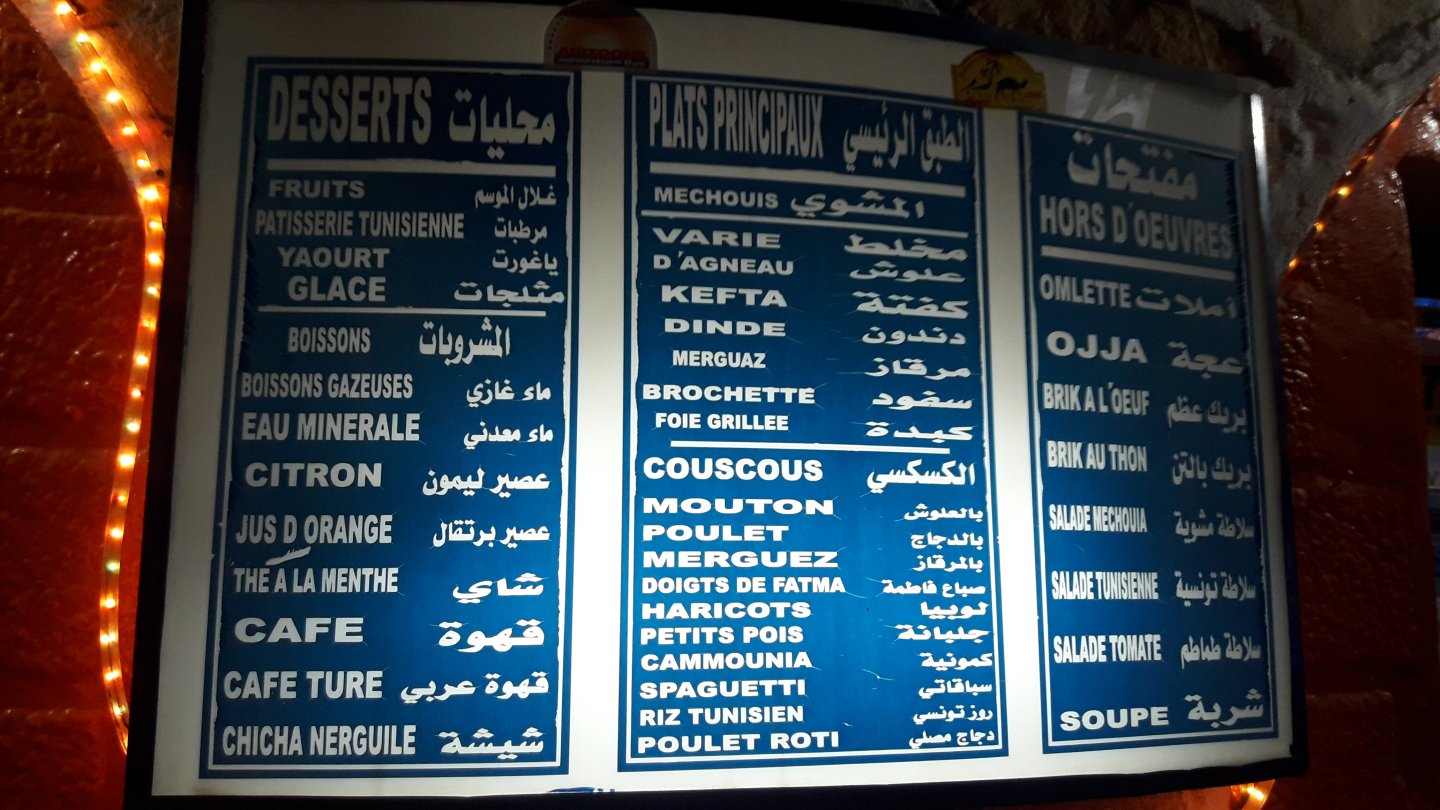 DESSERTS محليات
FRUITS غلال الموسم
PATISSERIE TUNISIENNE مرطبات
YAOURT ياغورت
GLACE مثلجات
BOISSONS المشروبات
BOISSONS GAZEUSES ماء غازي
EAU MINERALE ماء معدني
CITRON عصير ليمون
JUS D ORANGE عصير برتقال
THE A LA MENTHE شاي
CAFE قهوة
CAFE TURE قهوة عربي
CHICHA NERGUILE شيشة
PLATS PRINCIPAUX الطبق الرئيسي
MECHOUIS المشوي
VARIE مخلط
D'AGNEAU علوش
KEFTA كفتة
DINDE دندون
MERGUAZ مرقاز
BROCHETTE سفود
FOIE GRILLEE كبدة
COUSCOUS الكسكسي
MOUTON بالعلوش
POULET بالدجاج
MERGUEZ بالمرقاز
DOIGTS DE FATMA صباع فاطمة
HARICOTS لوبيا
PETITS POIS جلبانة
CAMMOUNIA كمونية
SPAGUETTI سباقاتي
RIZ TUNISIEN روز تونسي
POULET ROTI دجاج مصلي
مفتحات
HORS D'OEUVRES
OMLETTE أملات
OJJA عجة
BRIK A L'OEUF بريك عظم
BRIK AU THON بريك بالتن
SALADE MECHOUIA سلاطة مشوية
SALADE TUNISIENNE سلاطة تونسية
SALADE TOMATE سلاطة طماطم
SOUPE شربة